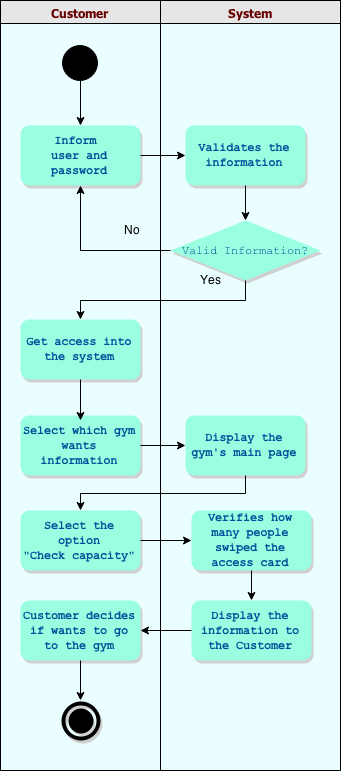 Customer
System
Inform
user and
password
Validates the
information
No
Valid Information?
Yes
Get access into
the system
Select which gym
wants
information
Display the
gym's main page
Select the
option
"Check capacity"
Verifies how
many people
swiped the
access card
Customer decides
if wants to go
to the gym
Display the
information to
the Customer